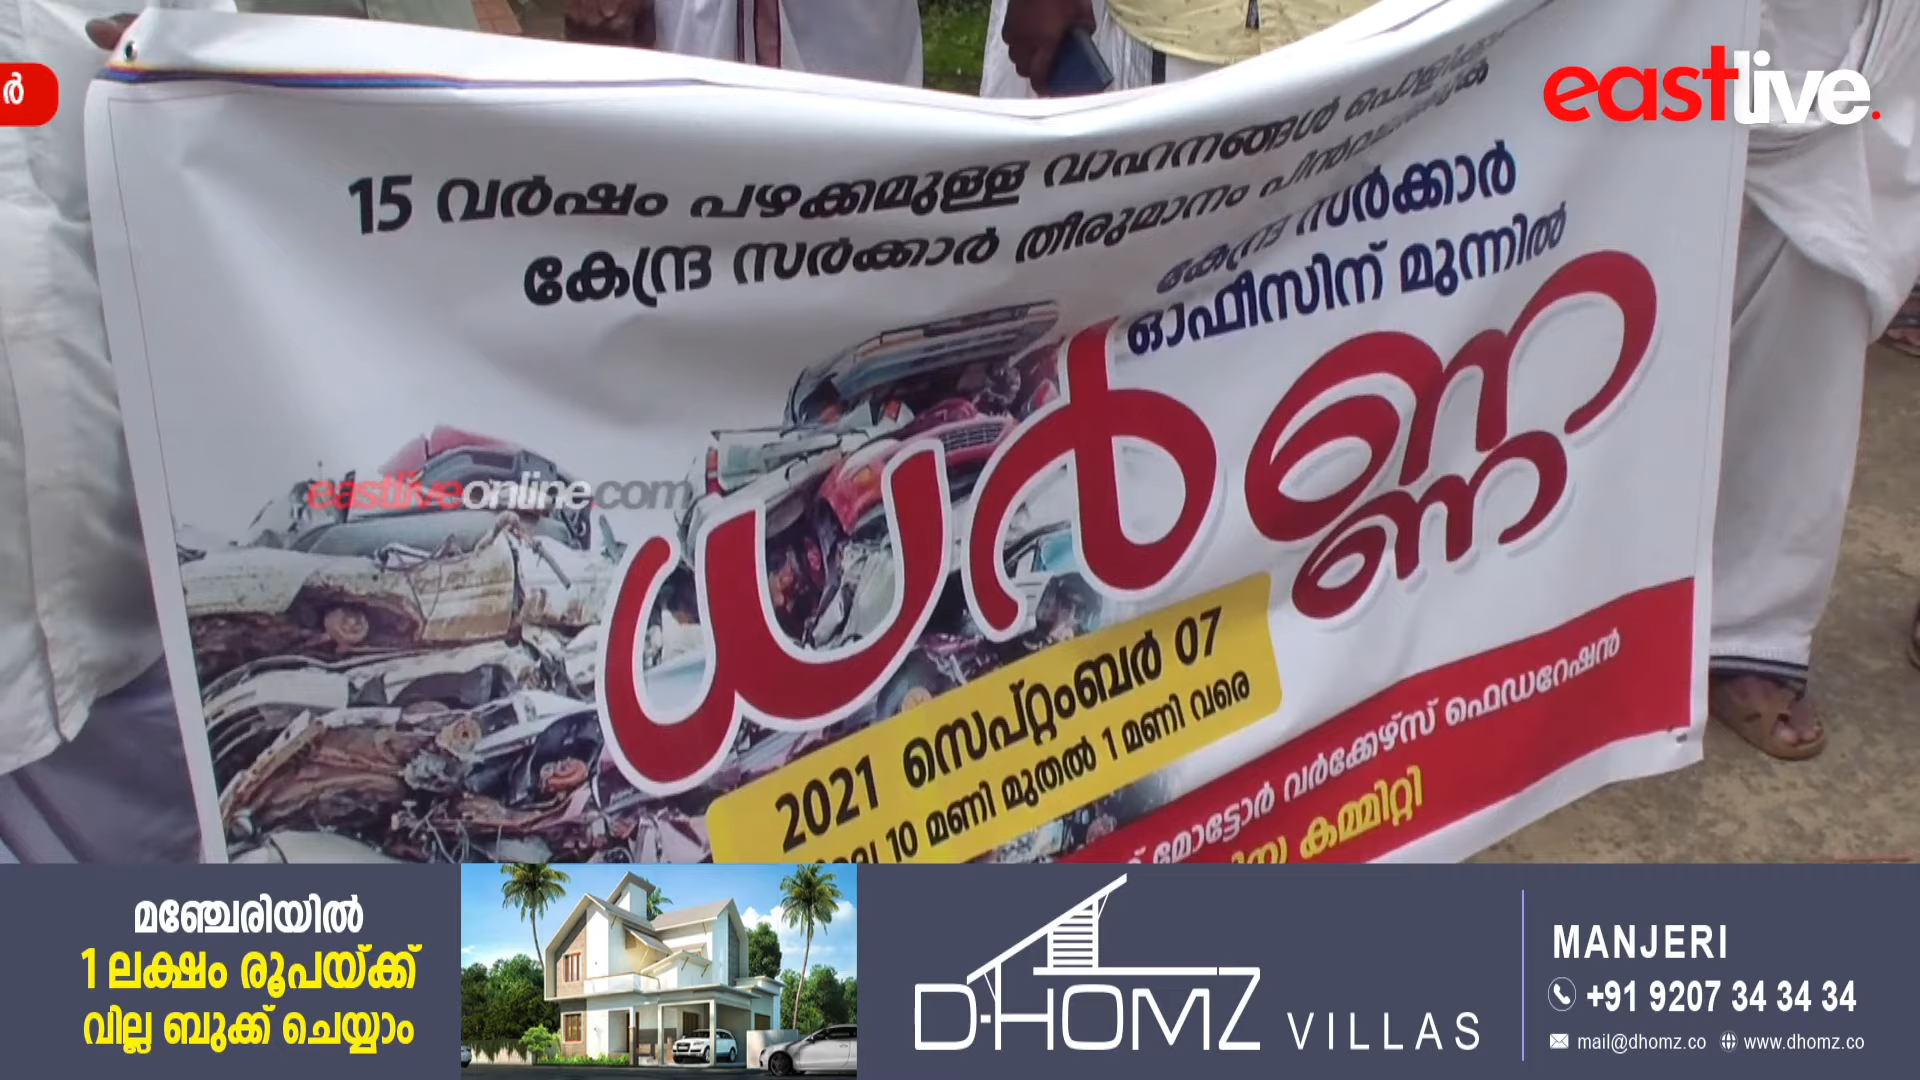 ർ
eastlive.
15 വർഷം പഴക്കമുള്ള വാഹനങ്ങൾ
കേന്ദ്ര സർക്കാർ തീരുമാനം
കേന്ദ്ര സർക്കാർ
ഓഫീസിന് മുന്നിൽ
ധർണ്ണ
eastliveonline.com
2021 സെപ്റ്റംബർ 07
10 മണി മുതൽ 1 മണി വരെ
മോട്ടോർ വർക്കേഴ്സ് ഫെഡറേഷൻ
കമ്മിറ്റി
മഞ്ചേരിയിൽ
1 ലക്ഷം രൂപയ്ക്ക്
വില്ല ബുക്ക് ചെയ്യാം
D-HOMZ VILLAS
MANJERI
+91 9207 34 34 34
mail@dhomz.co www.dhomz.co